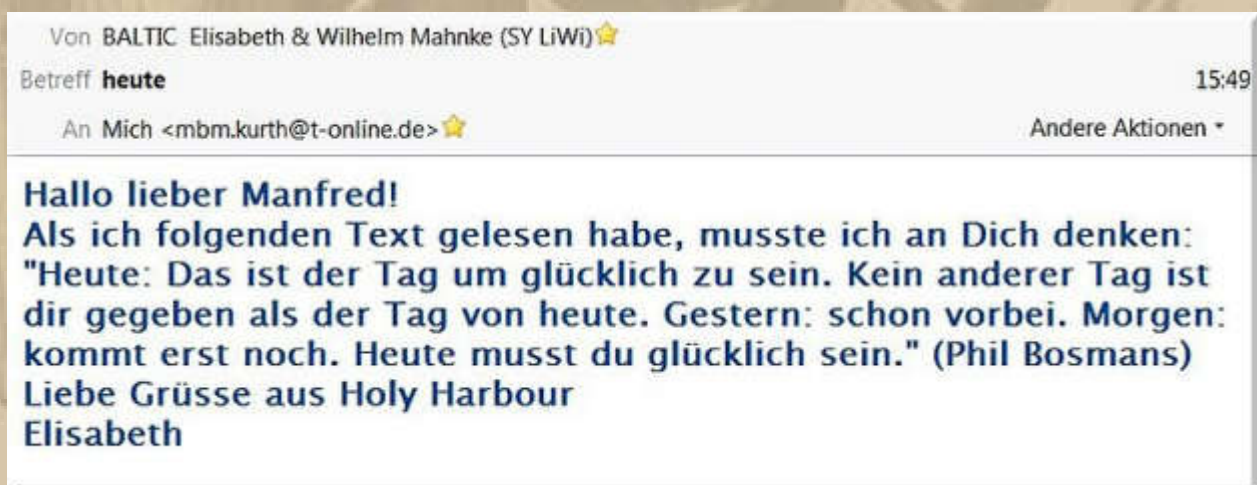 Von BALTIC Elisabeth & Wilhelm Mahnke (SY LiWi)
Betreff heute 15:49
An Mich <mbm.kurth@t-online.de> Andere Aktionen
Hallo lieber Manfred!
Als ich folgenden Text gelesen habe, musste ich an Dich denken:
"Heute: Das ist der Tag um glücklich zu sein. Kein anderer Tag ist
dir gegeben als der Tag von heute. Gestern: schon vorbei. Morgen:
kommt erst noch. Heute musst du glücklich sein." (Phil Bosmans)
Liebe Grüsse aus Holy Harbour
Elisabeth